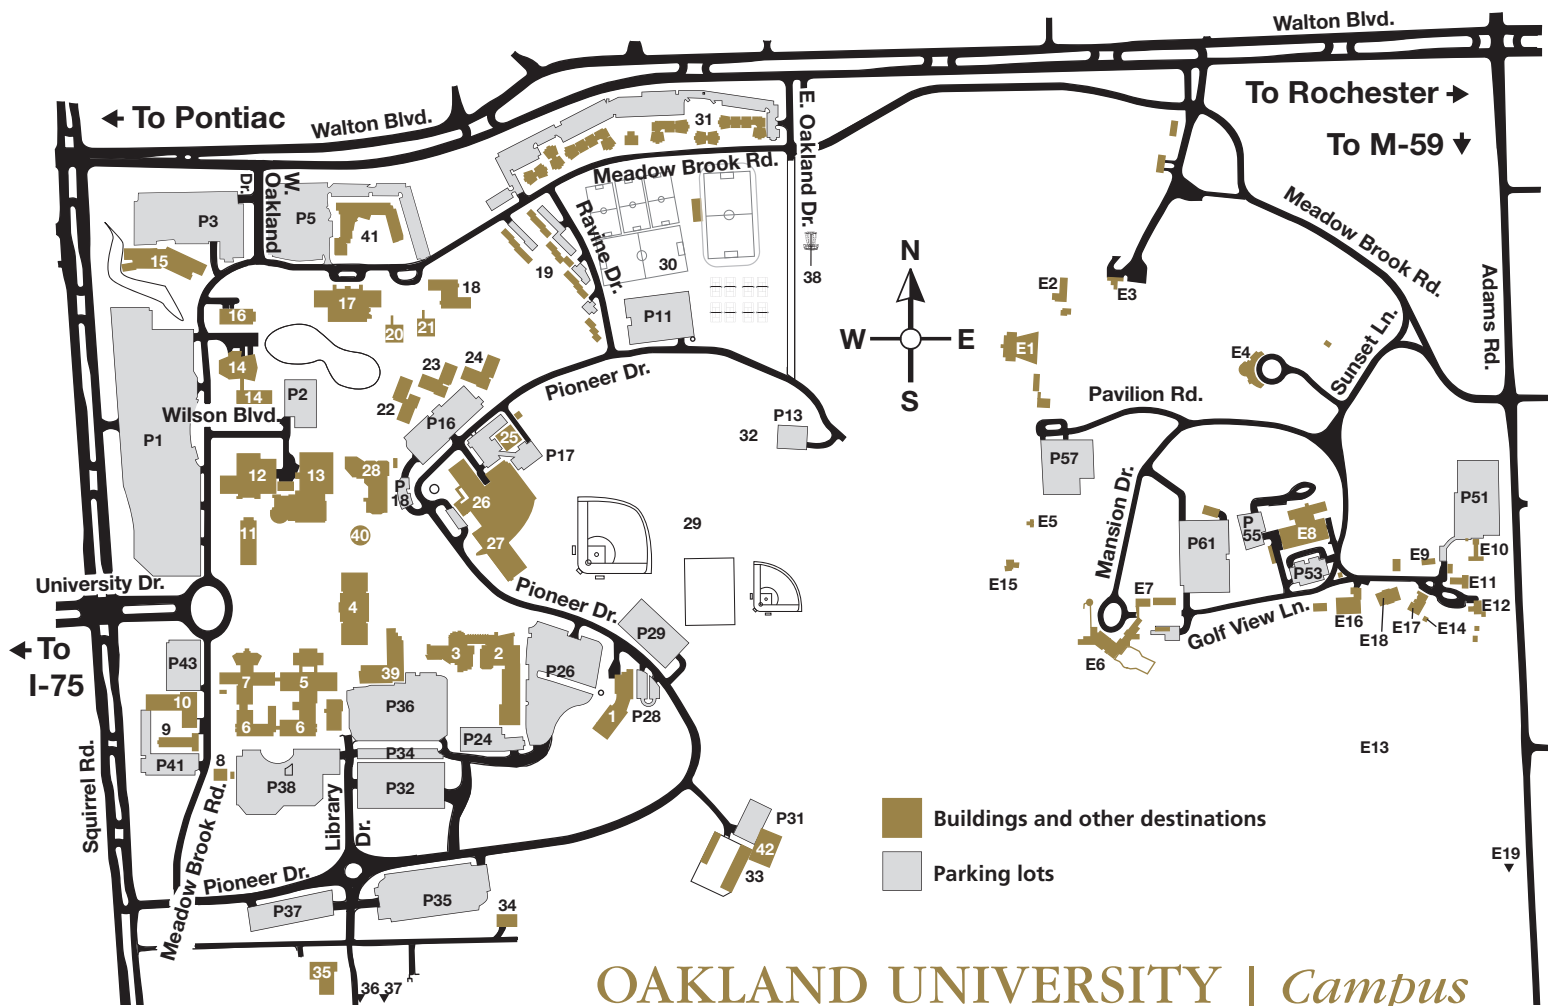 Walton Blvd.
To Rochester
To M-59
To Pontiac
Walton Blvd.
E. Oakland Dr.
31
Meadow Brook Rd.
W. Oakland Dr.
P3
P5
41
15
Ravine Dr.
19
30
38
Meadow Brook Rd.
Adams Rd.
N
W
E
S
E2
E3
E1
E4
Sunset Ln.
17
18
16
20
21
P11
14
14
23
24
22
P2
Wilson Blvd.
P1
Pioneer Dr.
P16
25
P17
P13
32
Pavilion Rd.
P57
Mansion Dr.
P51
12
13
28
P 18
26
27
29
11
40
E5
E15
P61
P 55
E8
P53
E9
E10
E11
E12
E7
E6
Golf View Ln.
E16
E18
E17
E14
University Dr.
To I-75
4
Pioneer Dr.
P29
P43
3
2
P26
39
7
5
10
6
6
P36
1
P28
9
P41
8
P34
P24
P38
P32
E13
Squirrel Rd.
Meadow Brook Rd.
Library Dr.
P31
42
33
Buildings and other destinations
Parking lots
E19
Pioneer Dr.
P37
P35
34
35
36
37
OAKLAND UNIVERSITY | Campus